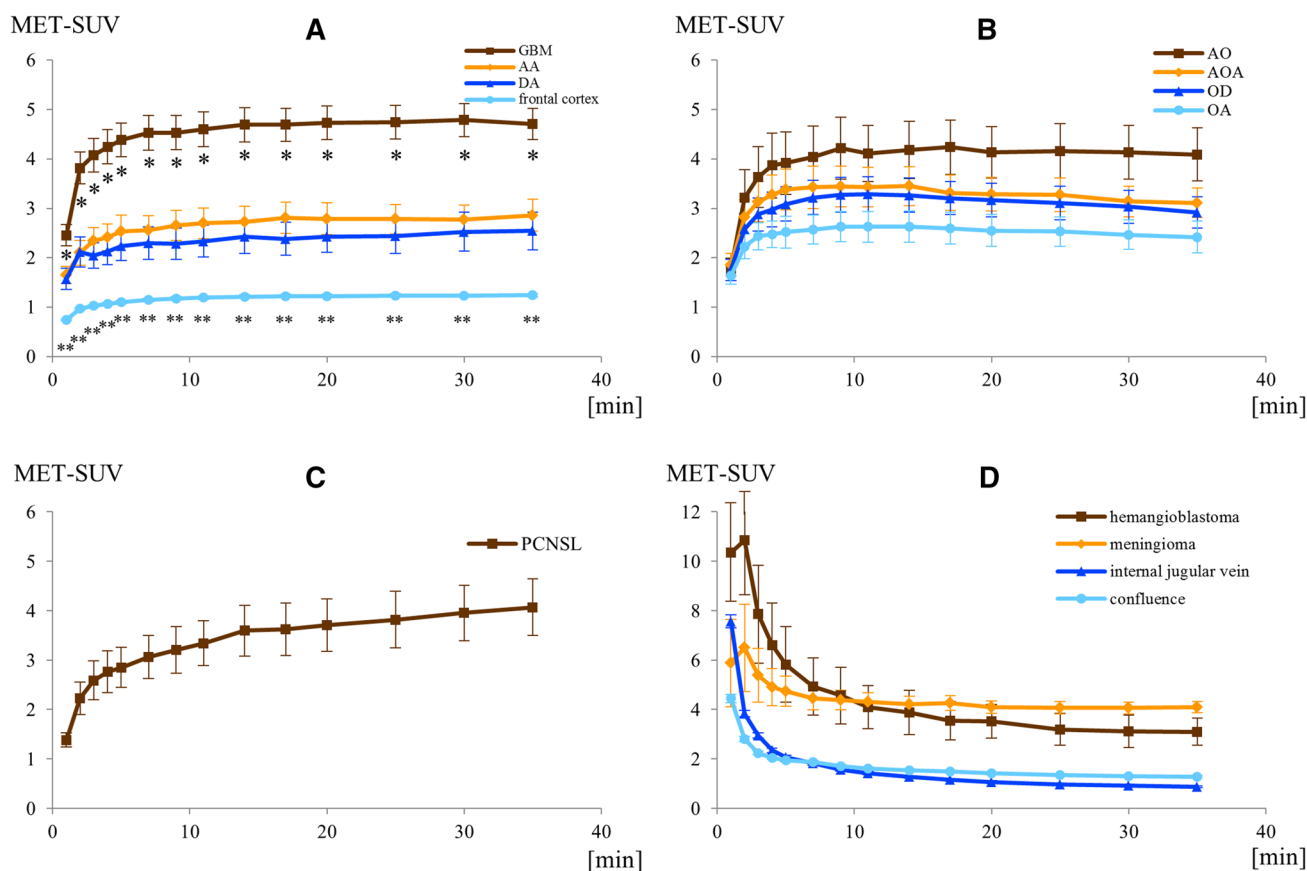 MET-SUV
A
GBM
AA
DA
frontal cortex
6
5
4
3
2
1
0
* * * * * * * * * * * * * *
** ** ** ** ** ** ** ** ** ** ** ** ** **
0 10 20 30 40
[min]
MET-SUV
B
AO
AOA
OD
OA
6
5
4
3
2
1
0
0 10 20 30 40
[min]
MET-SUV
C
PCNSL
6
5
4
3
2
1
0
0 10 20 30 40
[min]
MET-SUV
D
hemangioblastoma
meningioma
internal jugular vein
confluence
12
10
8
6
4
2
0
0 10 20 30 40
[min]